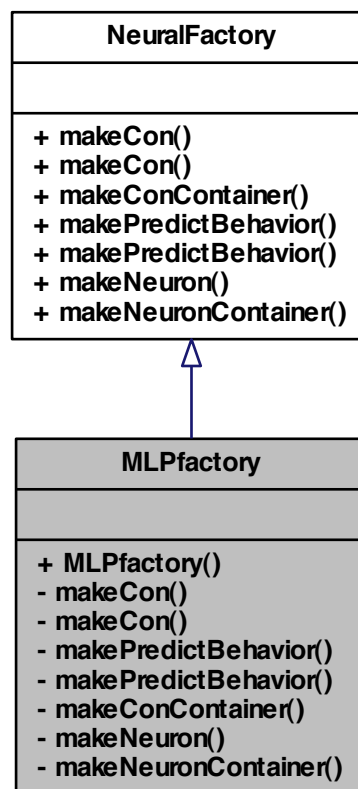 NeuralFactory
+ makeCon()
+ makeCon()
+ makeConContainer()
+ makePredictBehavior()
+ makePredictBehavior()
+ makeNeuron()
+ makeNeuronContainer()
MLPfactory
+ MLPfactory()
- makeCon()
- makeCon()
- makePredictBehavior()
- makePredictBehavior()
- makeConContainer()
- makeNeuron()
- makeNeuronContainer()